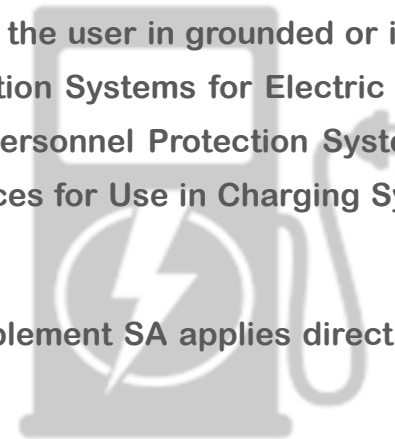 the user in grounded or i
tion Systems for Electric
ersonnel Protection Syste
ces for Use in Charging Sy
plement SA applies direct